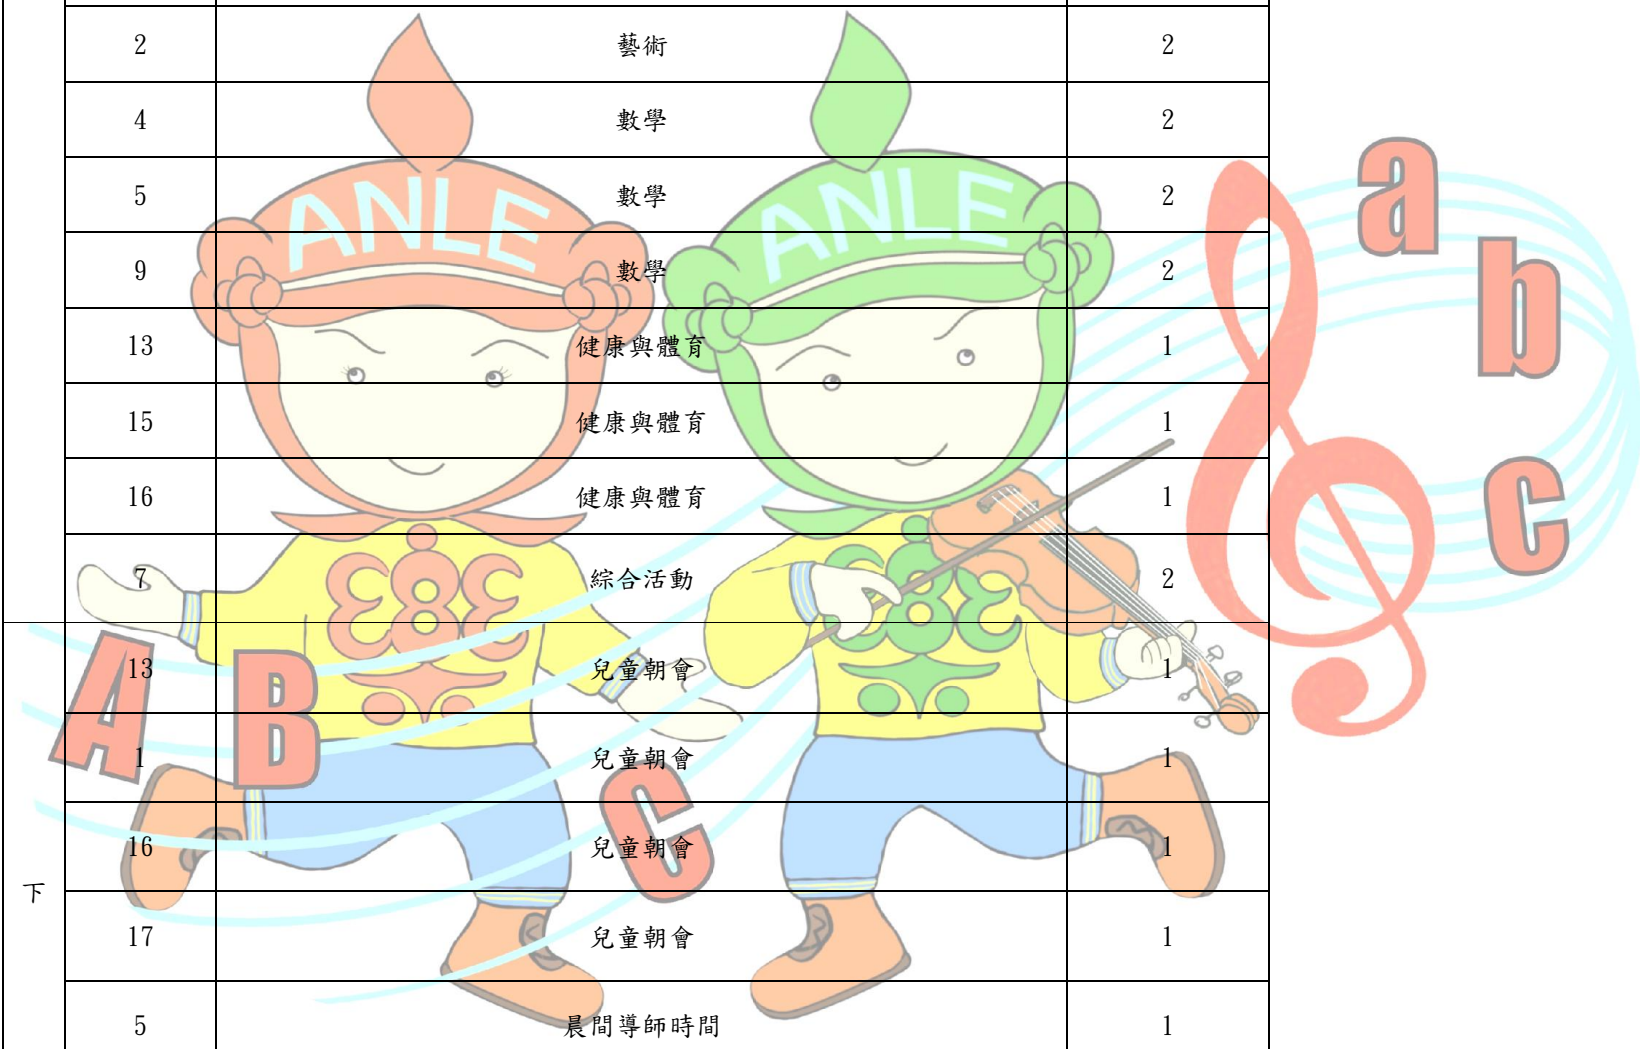 2 藝術 2
4 數學 2
5 數學 2
9 數學 2
13 健康與體育 1
15 健康與體育 1
16 健康與體育 1
7 綜合活動 2
13 兒童朝會 1
1 兒童朝會 1
16 兒童朝會 1
下
17 兒童朝會 1
5 晨間導師時間 1
ANLE
ANLE
a
b
c
A
B
C